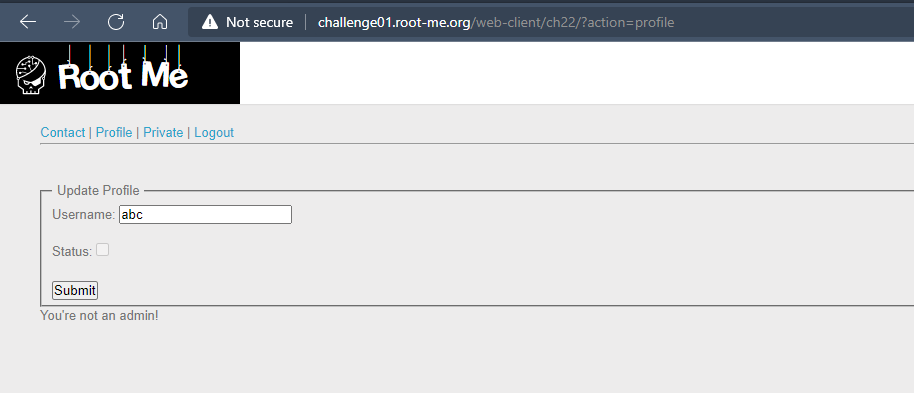 Not secure | challenge01.root-me.org/web-client/ch22/?action=profile
Root Me
Contact | Profile | Private | Logout
Update Profile
Username: abc
Status:
Submit
You're not an admin!